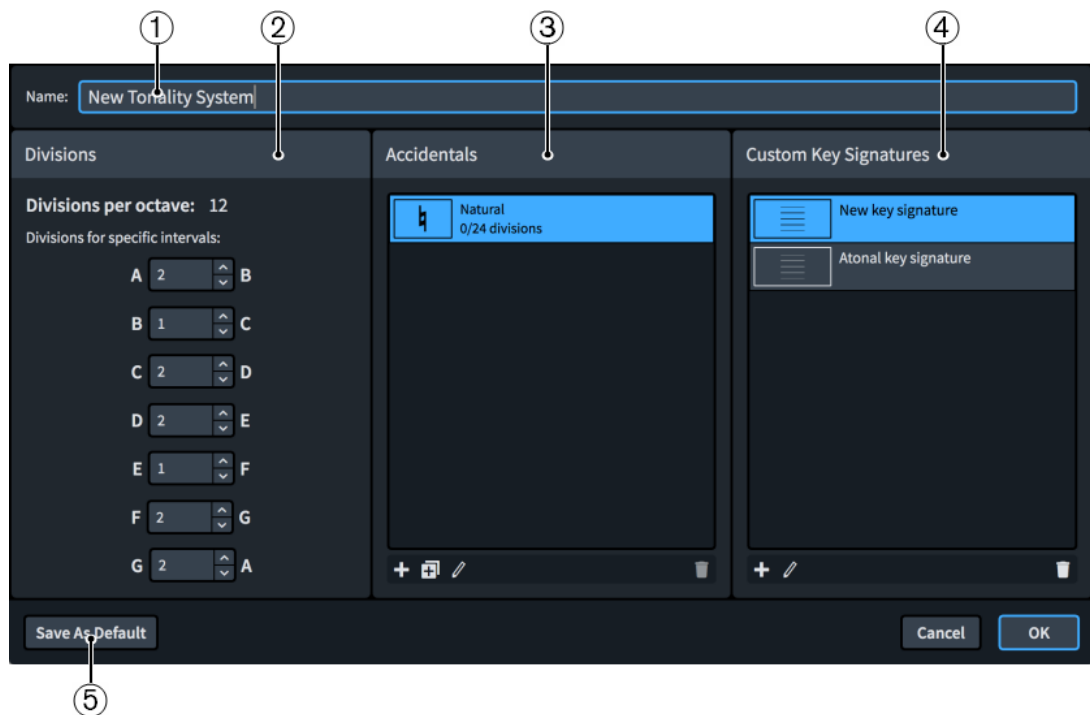 ① ② ③ ④
Name: New Tonality System
Divisions
Divisions per octave: 12
Divisions for specific intervals:
A 2 B
B 1 C
C 2 D
D 2 E
E 1 F
F 2 G
G 2 A
Accidentals
Natural
0/24 divisions
Custom Key Signatures
New key signature
Atonal key signature
Save As Default
Cancel
OK
⑤